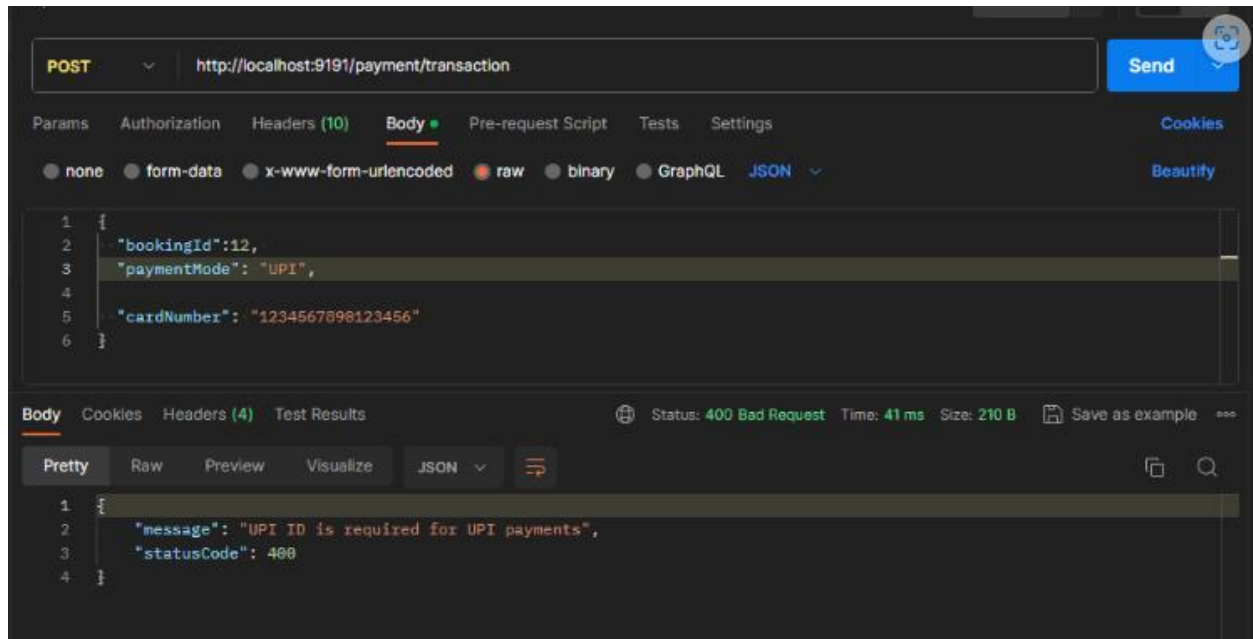 POST http://localhost:9191/payment/transaction Send
Params Authorization Headers (10) Body Pre-request Script Tests Settings Cookies
none form-data x-www-form-urlencoded raw binary GraphQL JSON Beautify
1 {
2 "bookingId":12,
3 "paymentMode": "UPI",
4
5 "cardNumber": "1234567890123456"
6 }
Body Cookies Headers (4) Test Results Status: 400 Bad Request Time: 41 ms Size: 210 B Save as example
Pretty Raw Preview Visualize JSON
1 {
2 "message": "UPI ID is required for UPI payments",
3 "statusCode": 400
4 }